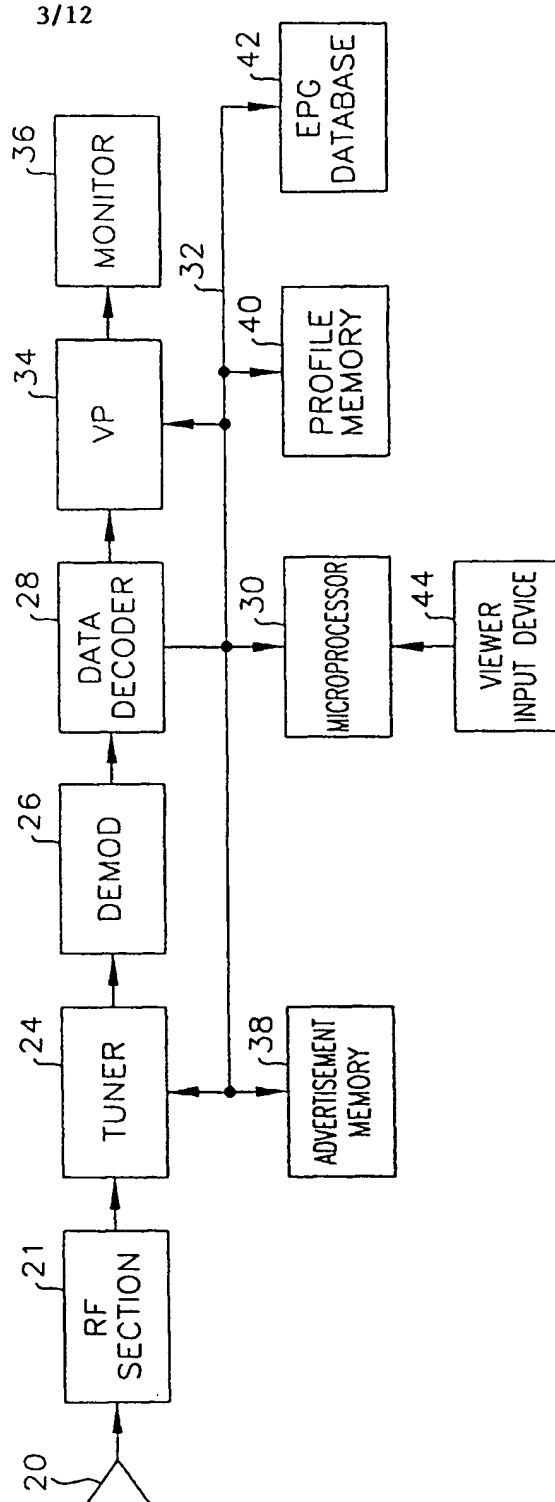 3/12
20
21
RF
SECTION
24
TUNER
26
DEMOD
28
DATA
DECODER
34
VP
36
MONITOR
32
38
ADVERTISEMENT
MEMORY
30
MICROPROCESSOR
40
PROFILE
MEMORY
42
EPG
DATABASE
44
VIEWER
INPUT DEVICE